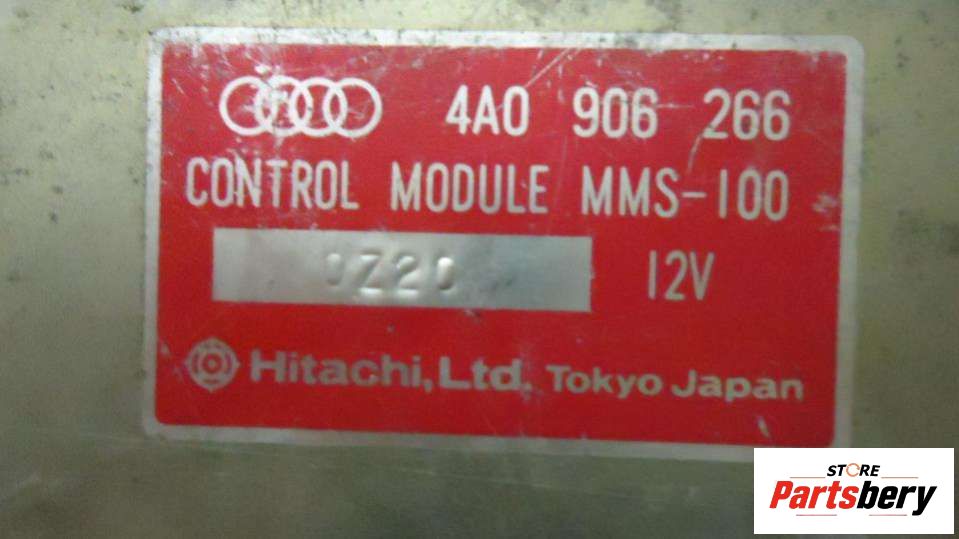 4A0 906 266
CONTROL MODULE MMS-100
0Z20 12V
Hitachi, Ltd. Tokyo Japan
STORE
Partsbery